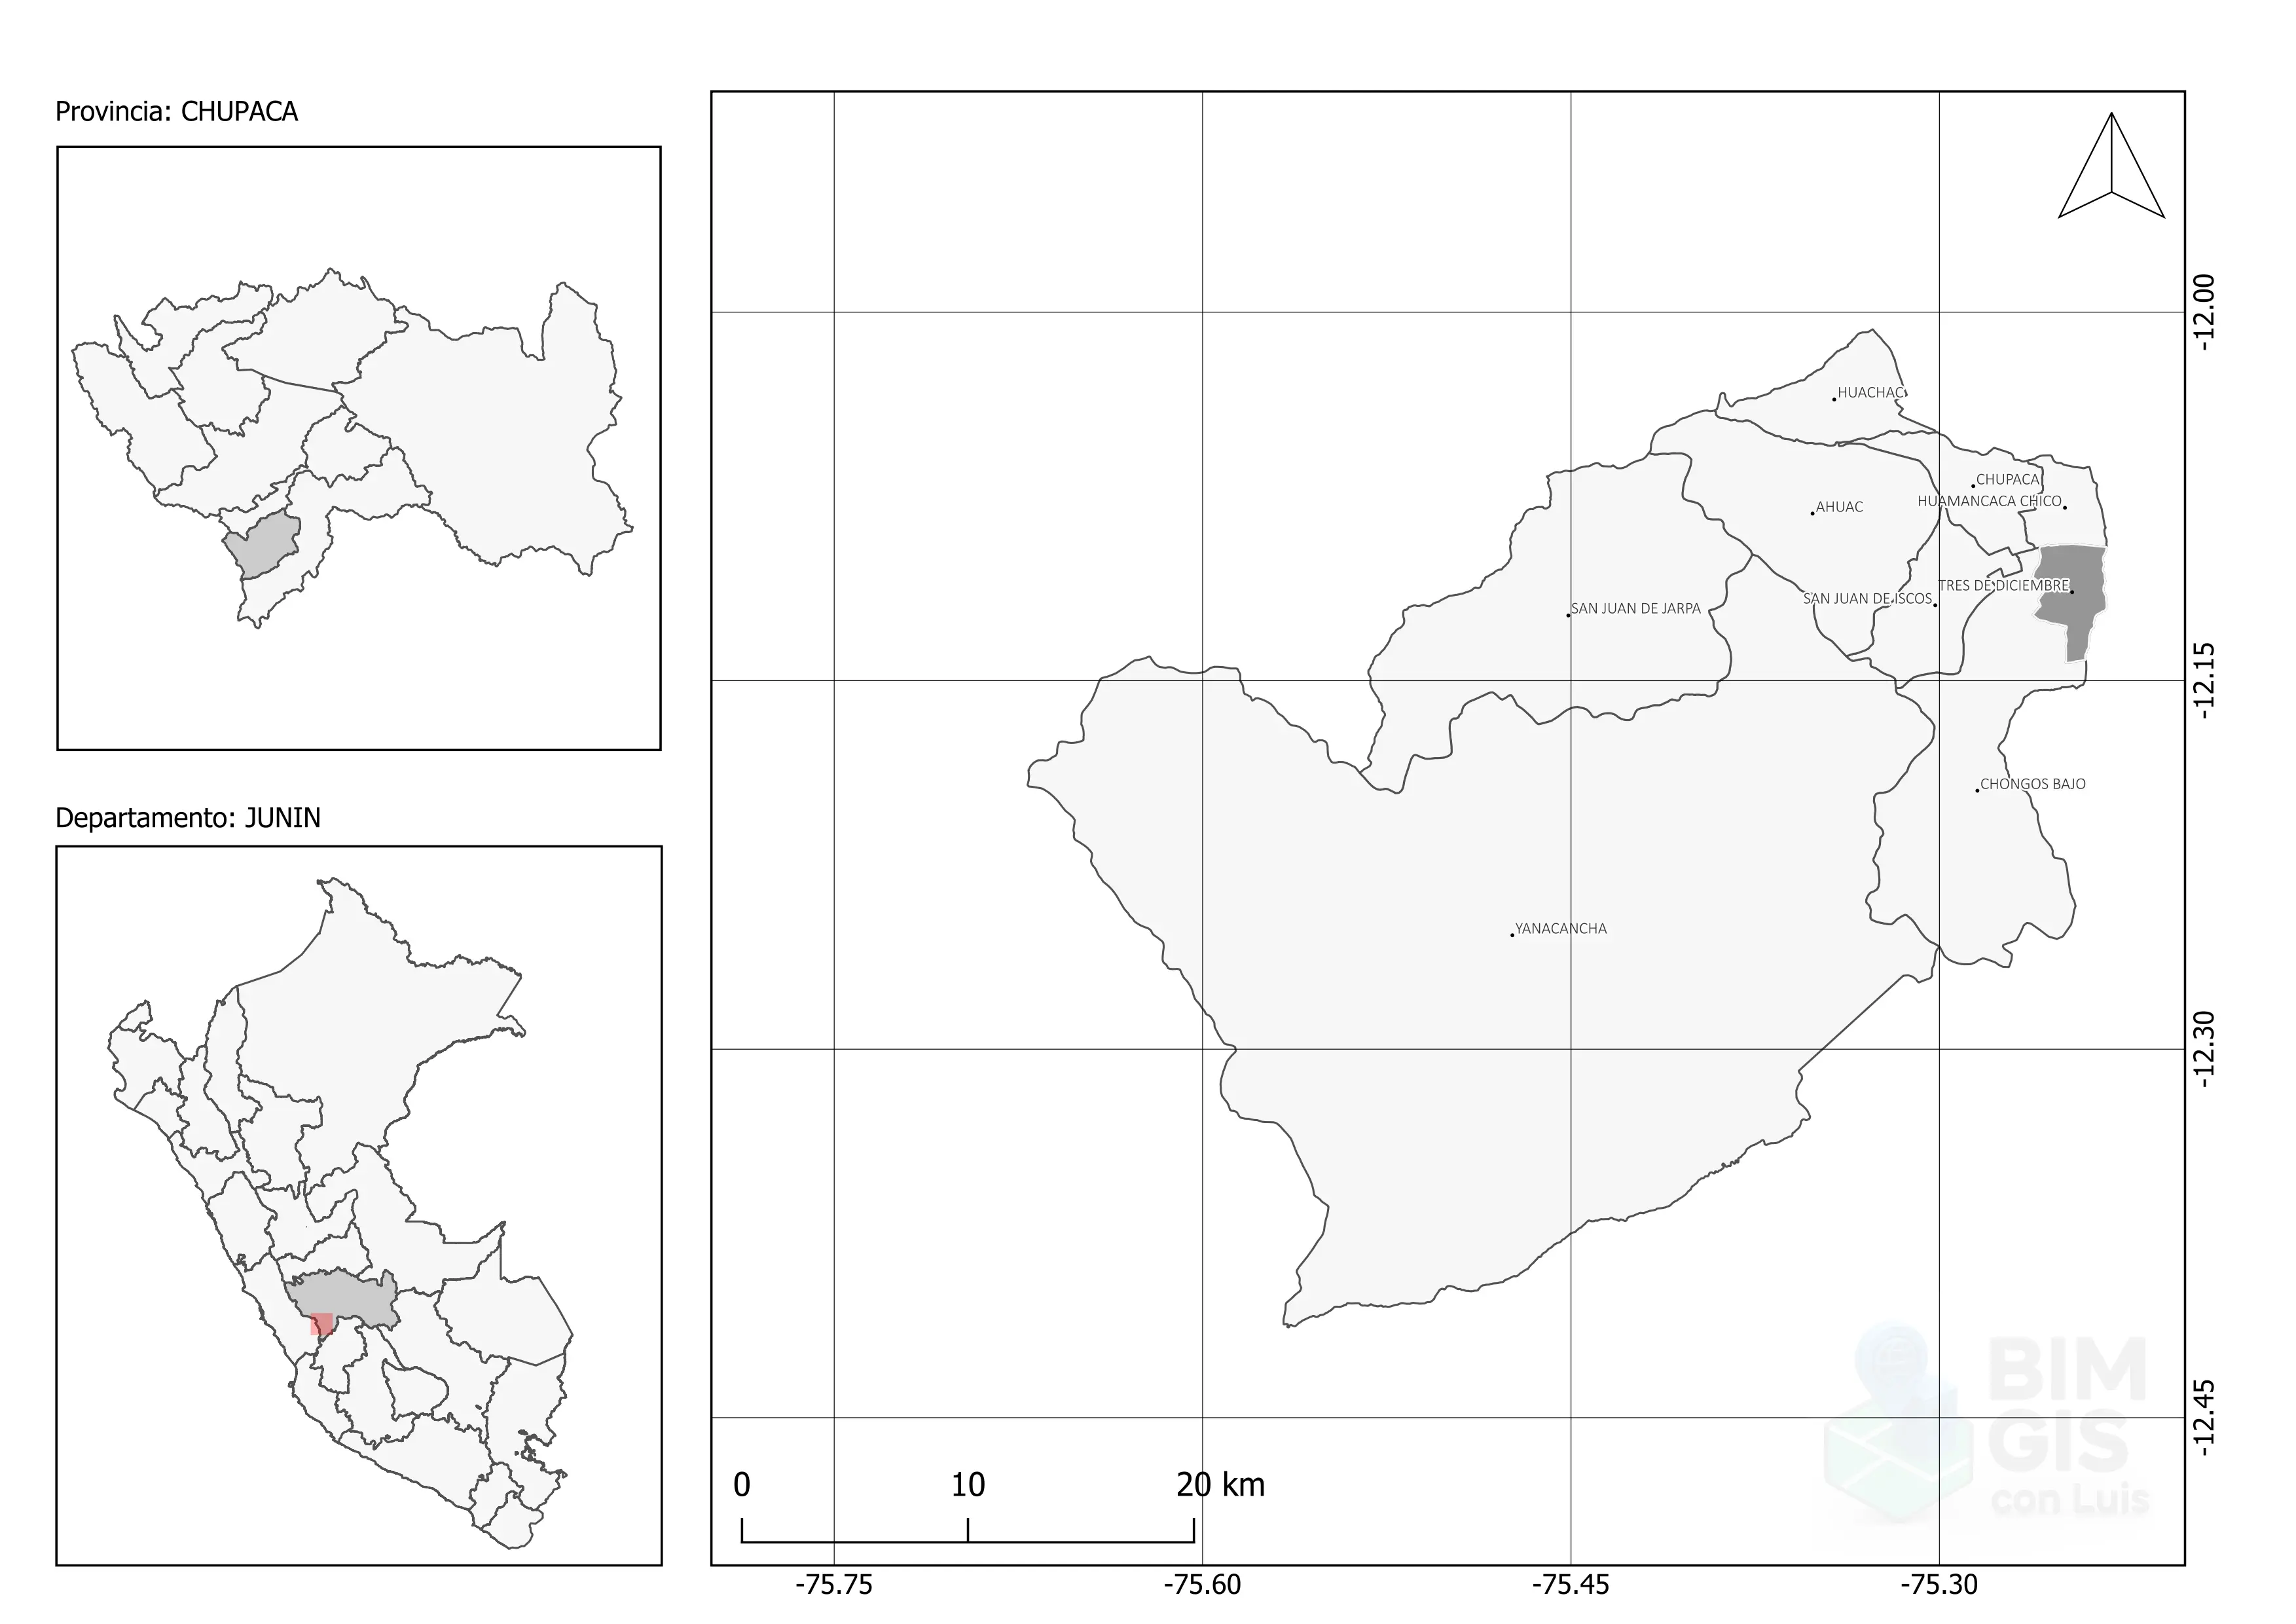 Provincia: CHUPACA
Departamento: JUNIN
HUACHAC
CHUPACA
HUAMANCACA CHICO
AHUAC
TRES DE DICIEMBRE
SAN JUAN DE ISCOS
SAN JUAN DE JARPA
CHONGOS BAJO
YANACANCHA
-12.00
-12.15
-12.30
-12.45
BIM
GIS
con Luis
0 10 20 km
-75.75 -75.60 -75.45 -75.30